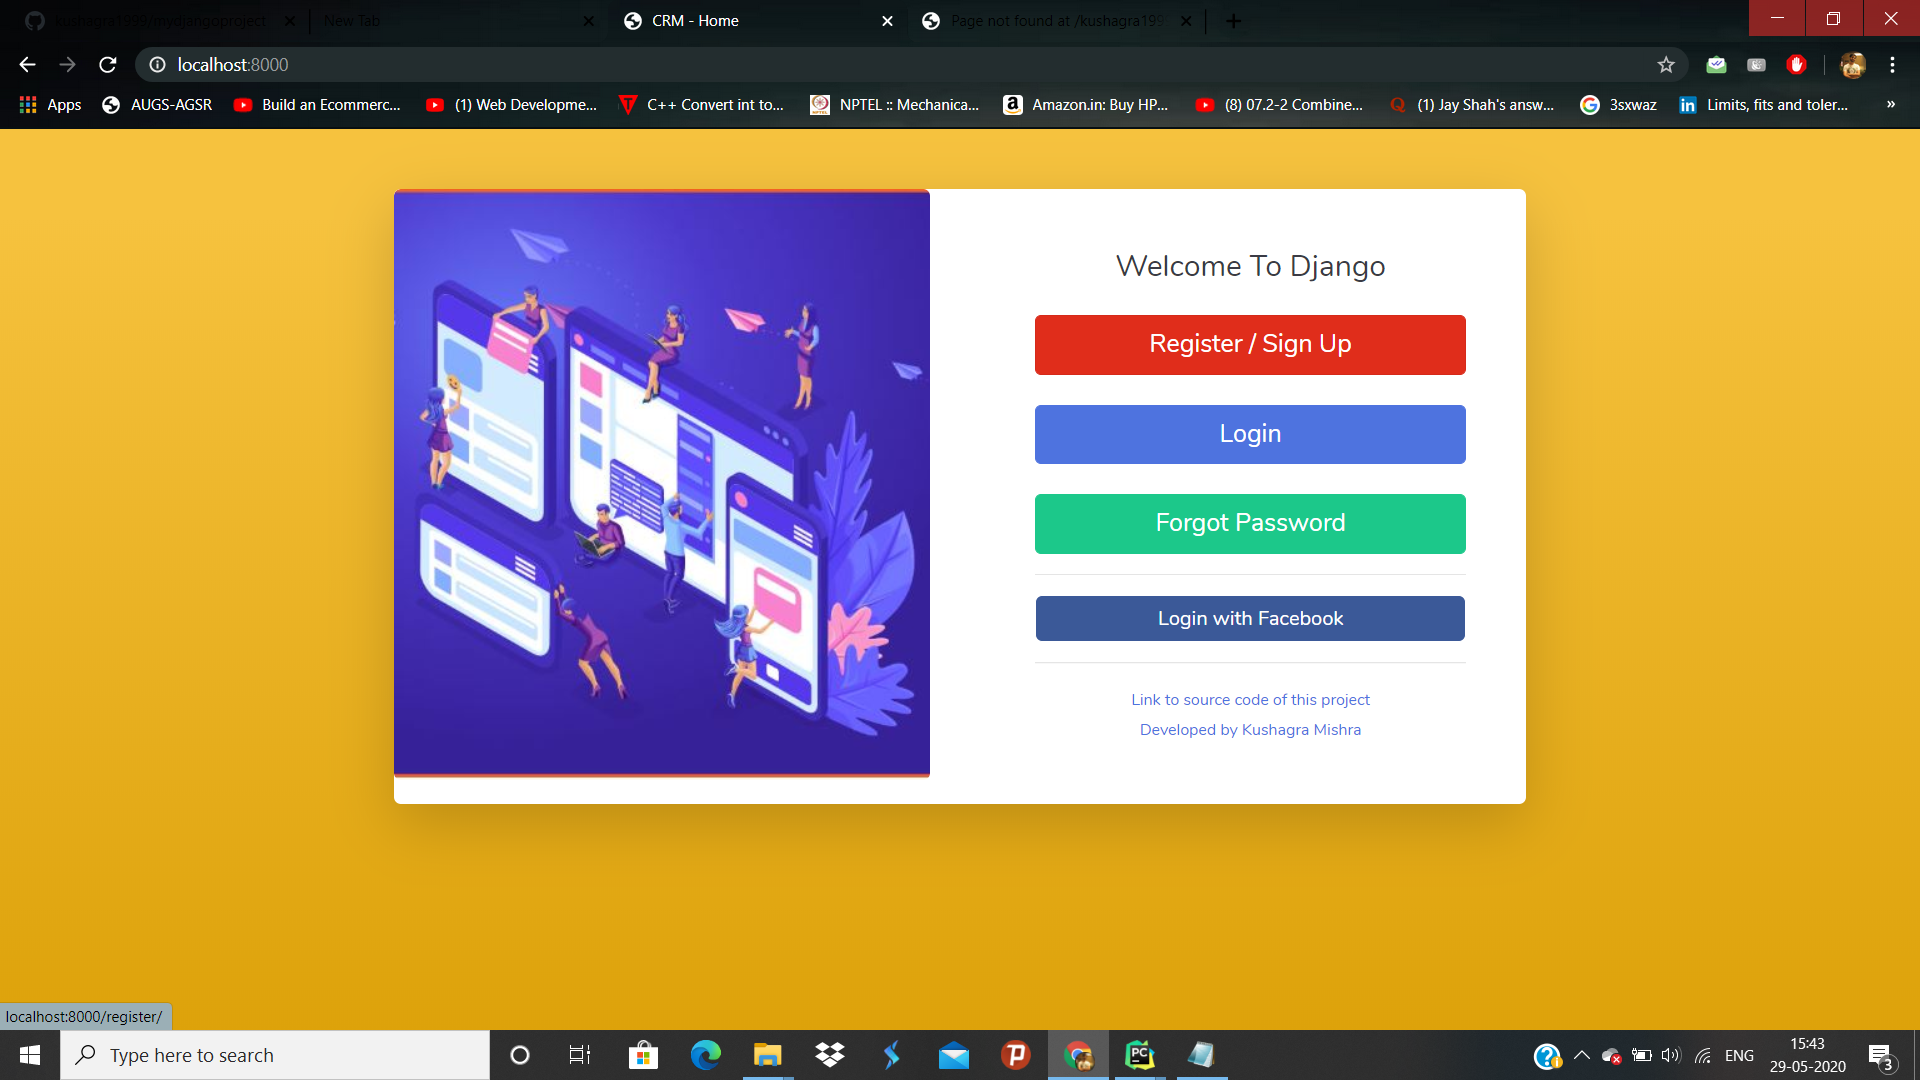 kushagra1999/mydjangoproject
New Tab
CRM - Home
Page not found at /kushagra199
localhost:8000
Apps
AUGS-AGSR
Build an Ecommerc...
(1) Web Developme...
C++ Convert int to...
NPTEL :: Mechanica...
Amazon.in: Buy HP...
(8) 07.2-2 Combine...
(1) Jay Shah's answ...
3sxwaz
Limits, fits and toler...
»
Welcome To Django
Register / Sign Up
Login
Forgot Password
Login with Facebook
Link to source code of this project
Developed by Kushagra Mishra
localhost:8000/register/
Type here to search
ENG
15:43
29-05-2020
3